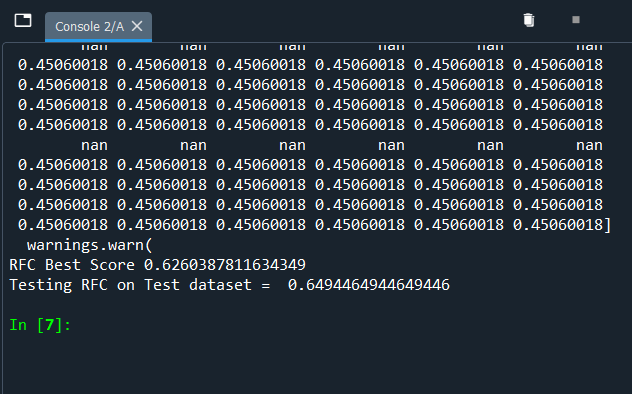 Console 2/A
nan nan nan nan nan nan
0.45060018 0.45060018 0.45060018 0.45060018 0.45060018 0.45060018
0.45060018 0.45060018 0.45060018 0.45060018 0.45060018 0.45060018
0.45060018 0.45060018 0.45060018 0.45060018 0.45060018 0.45060018
0.45060018 0.45060018 0.45060018 0.45060018 0.45060018 0.45060018
nan nan nan nan nan nan
0.45060018 0.45060018 0.45060018 0.45060018 0.45060018 0.45060018
0.45060018 0.45060018 0.45060018 0.45060018 0.45060018 0.45060018
0.45060018 0.45060018 0.45060018 0.45060018 0.45060018 0.45060018
0.45060018 0.45060018 0.45060018 0.45060018 0.45060018 0.45060018]
warnings.warn(
RFC Best Score 0.6260387811634349
Testing RFC on Test dataset =  0.6494464944649446
In [7]: